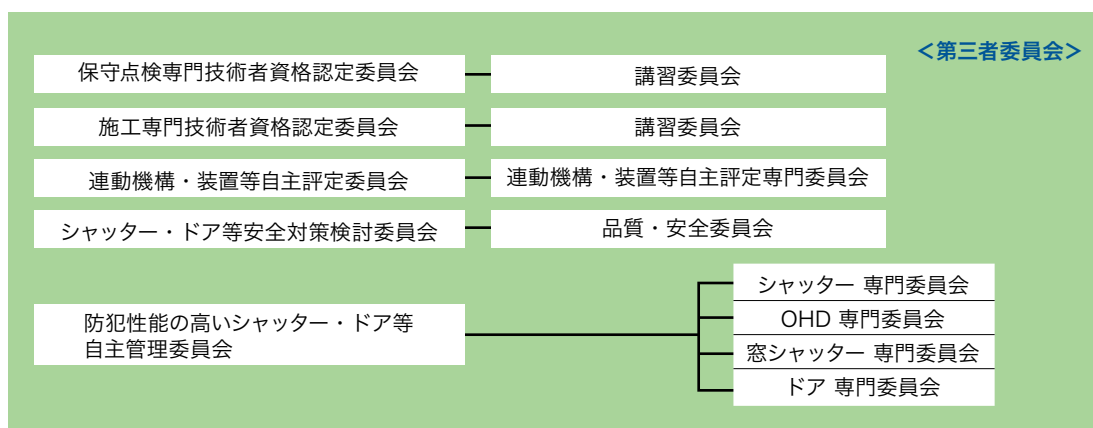 ＜第三者委員会＞
保守点検専門技術者資格認定委員会
講習委員会
施工専門技術者資格認定委員会
講習委員会
連動機構・装置等自主評定委員会
連動機構・装置等自主評定専門委員会
シャッター・ドア等安全対策検討委員会
品質・安全委員会
防犯性能の高いシャッター・ドア等
自主管理委員会
シャッター 専門委員会
OHD 専門委員会
窓シャッター 専門委員会
ドア 専門委員会